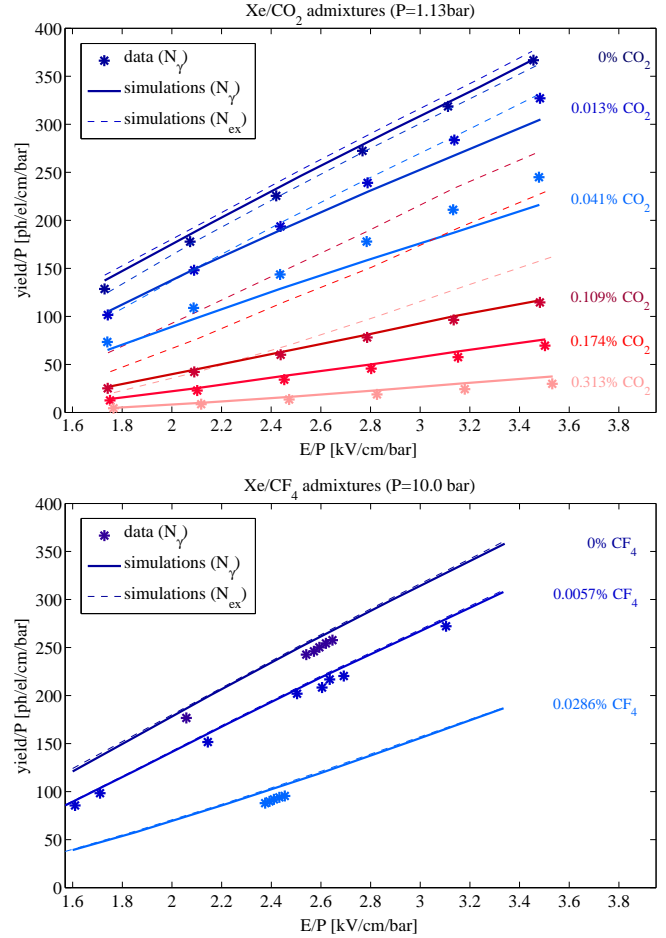 Xe/CO2 admixtures (P=1.13bar)
400
350
300
250
200
150
100
50
0
yield/P [ph/el/cm/bar]
data (Nγ)
simulations (Nγ)
simulations (Nex)
0% CO2
0.013% CO2
0.041% CO2
0.109% CO2
0.174% CO2
0.313% CO2
1.6 1.8 2 2.2 2.4 2.6 2.8 3 3.2 3.4 3.6 3.8
E/P [kV/cm/bar]
Xe/CF4 admixtures (P=10.0 bar)
400
350
300
250
200
150
100
50
0
yield/P [ph/el/cm/bar]
data (Nγ)
simulations (Nγ)
simulations (Nex)
0% CF4
0.0057% CF4
0.0286% CF4
1.6 1.8 2 2.2 2.4 2.6 2.8 3 3.2 3.4 3.6 3.8
E/P [kV/cm/bar]